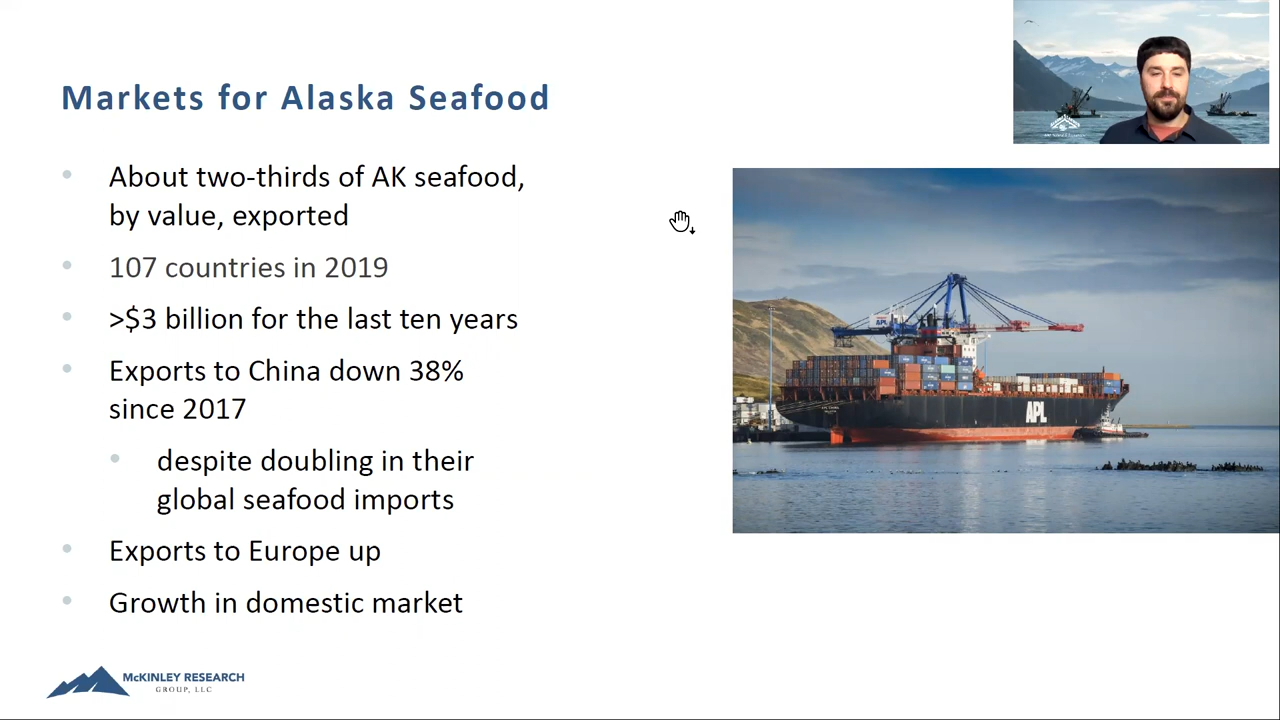 Markets for Alaska Seafood
About two-thirds of AK seafood,
by value, exported
107 countries in 2019
>$3 billion for the last ten years
Exports to China down 38%
since 2017
despite doubling in their
global seafood imports
Exports to Europe up
Growth in domestic market
APL
APL
McKINLEY RESEARCH
GROUP, LLC